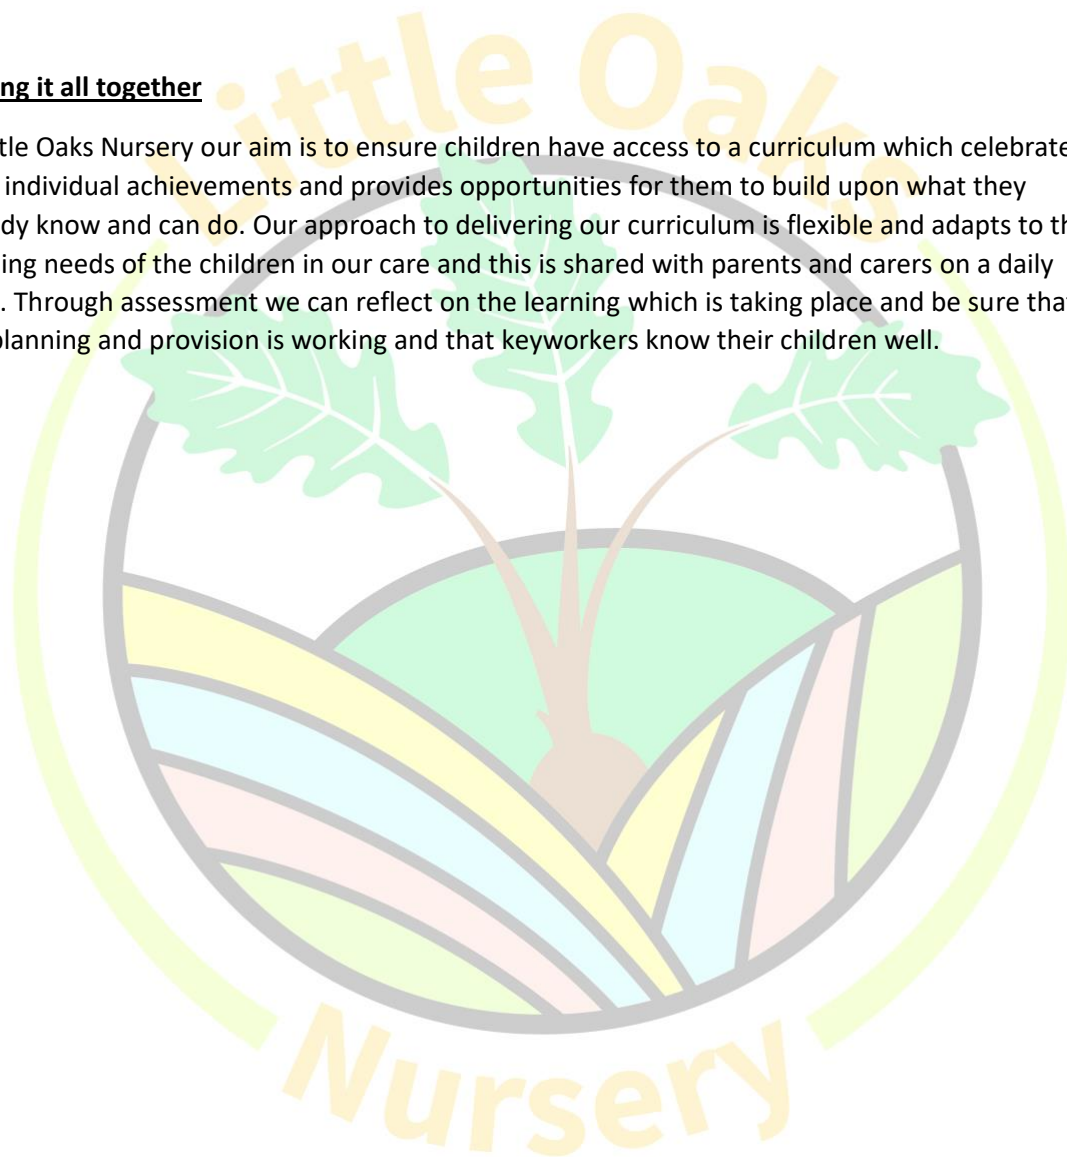 Little Oaks
ng it all together
tle Oaks Nursery our aim is to ensure children have access to a curriculum which celebrate
individual achievements and provides opportunities for them to build upon what they
dy know and can do. Our approach to delivering our curriculum is flexible and adapts to th
ing needs of the children in our care and this is shared with parents and carers on a daily
. Through assessment we can reflect on the learning which is taking place and be sure that
planning and provision is working and that keyworkers know their children well.
Nursery